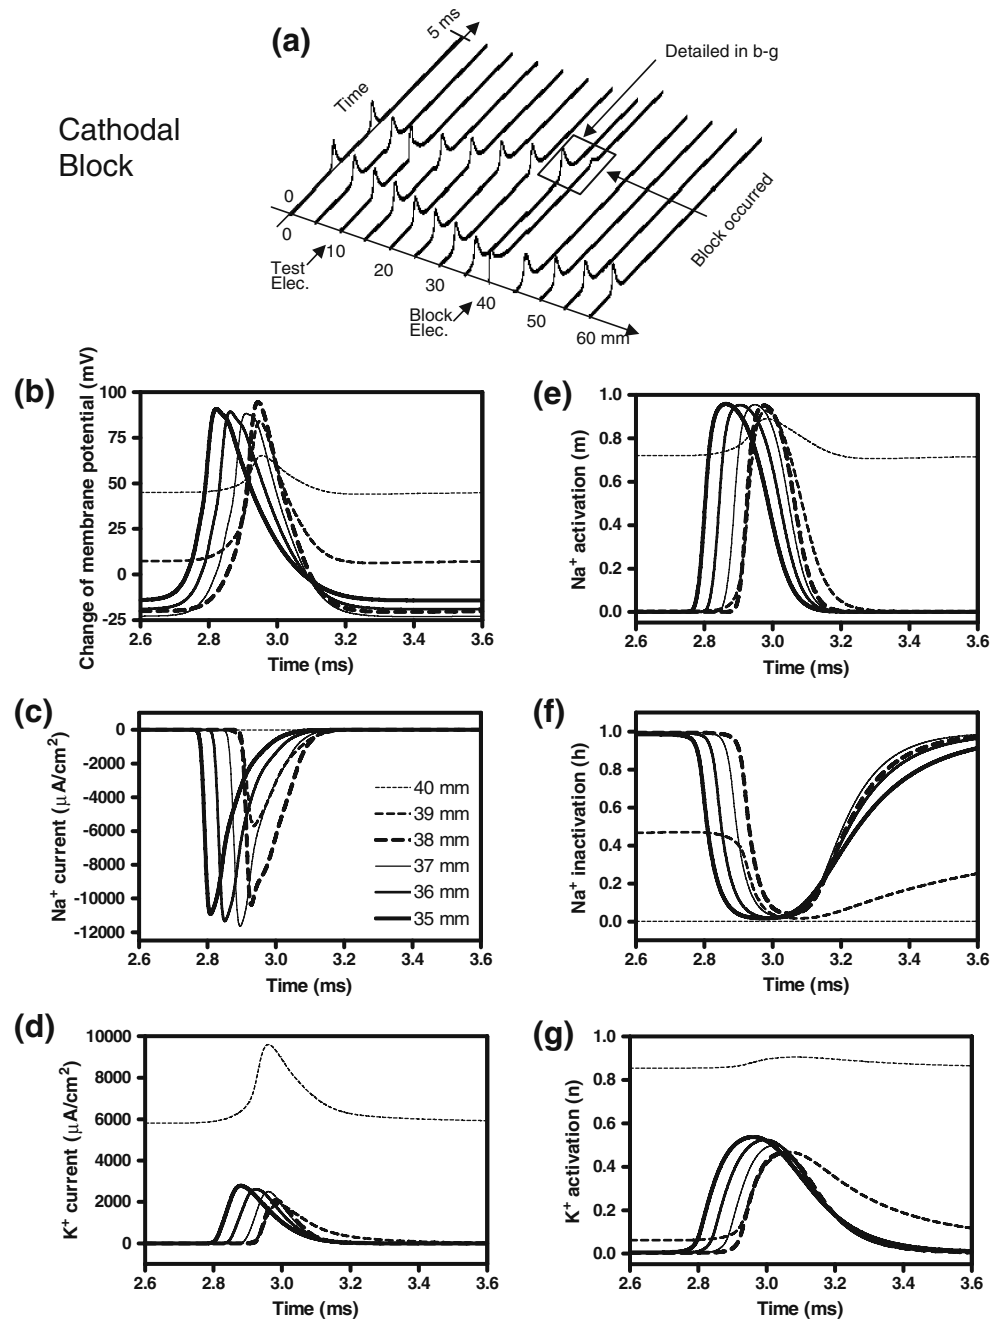 (a)
5 ms
Detailed in b-g
Time
Cathodal
Block
Block occurred
0
0
10
20
30
40
50
60 mm
Test
Elec.
Block
Elec.
(b)
Change of membrane potential (mV)
100
75
50
25
0
-25
2.6 2.8 3.0 3.2 3.4 3.6
Time (ms)
(e)
Na+ activation (m)
1.0
0.8
0.6
0.4
0.2
0.0
2.6 2.8 3.0 3.2 3.4 3.6
Time (ms)
(c)
Na+ current (μA/cm2)
0
-2000
-4000
-6000
-8000
-10000
-12000
40 mm
39 mm
38 mm
37 mm
36 mm
35 mm
2.6 2.8 3.0 3.2 3.4 3.6
Time (ms)
(f)
Na+ inactivation (h)
1.0
0.8
0.6
0.4
0.2
0.0
2.6 2.8 3.0 3.2 3.4 3.6
Time (ms)
(d)
K+ current (μA/cm2)
10000
8000
6000
4000
2000
0
2.6 2.8 3.0 3.2 3.4 3.6
Time (ms)
(g)
K+ activation (n)
1.0
0.8
0.6
0.4
0.2
0.0
2.6 2.8 3.0 3.2 3.4 3.6
Time (ms)